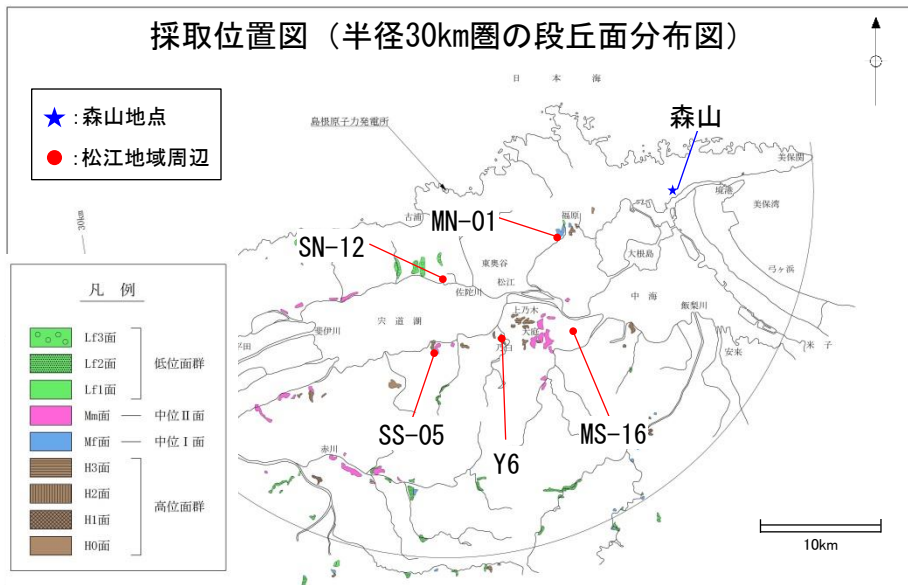 採取位置図（半径30km圏の段丘面分布図）
日本海
★：森山地点
●：松江地域周辺
島根原子力発電所
森山
美保関
境港
美保湾
30km
古浦
MN-01
福原
SN-12
東奥谷
松江
大根島
弓ヶ浜
佐陀川
中海
飯梨川
上乃木
宍道湖
大庭
斐伊川
乃白
米子
安来
凡例
Lf3面
Lf2面
低位面群
Lf1面
Mm面
中位Ⅱ面
Mf面
中位Ⅰ面
H3面
H2面
高位面群
H1面
H0面
SS-05
Y6
MS-16
赤川
10km